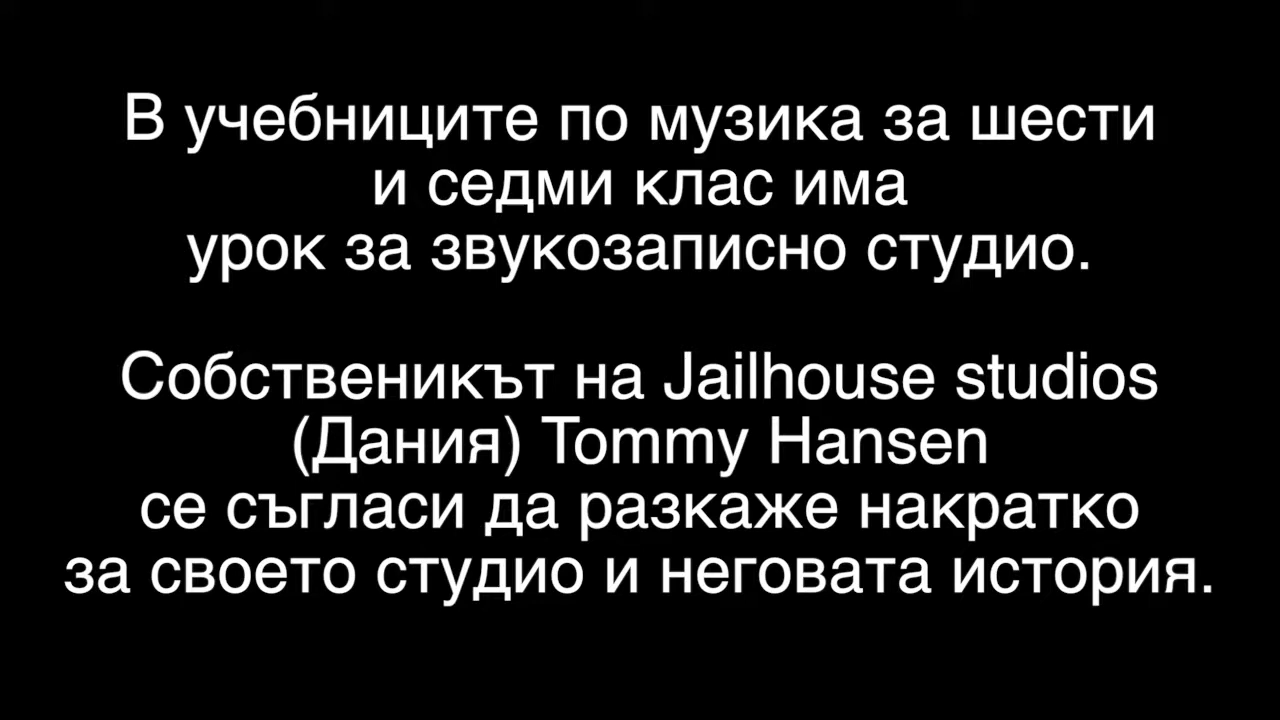 В учебниците по музика за шести
и седми клас има
урок за звукозаписно студио.
Собственикът на Jailhouse studios
(Дания) Tommy Hansen
се съгласи да разкаже накратко
за своето студио и неговата история.